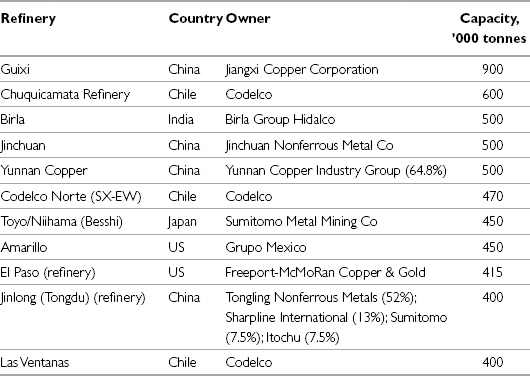 Refinery Country Owner Capacity,
’000 tonnes
Guixi China Jiangxi Copper Corporation 900
Chuquicamata Refinery Chile Codelco 600
Birla India Birla Group Hidalco 500
Jinchuan China Jinchuan Nonferrous Metal Co 500
Yunnan Copper China Yunnan Copper Industry Group (64.8%) 500
Codelco Norte (SX-EW) Chile Codelco 470
Toyo/Niihama (Besshi) Japan Sumitomo Metal Mining Co 450
Amarillo US Grupo Mexico 450
El Paso (refinery) US Freeport-McMoRan Copper & Gold 415
Jinlong (Tongdu) (refinery) China Tongling Nonferrous Metals (52%); 400
Sharpline International (13%); Sumitomo
(7.5%); Itochu (7.5%)
Las Ventanas Chile Codelco 400